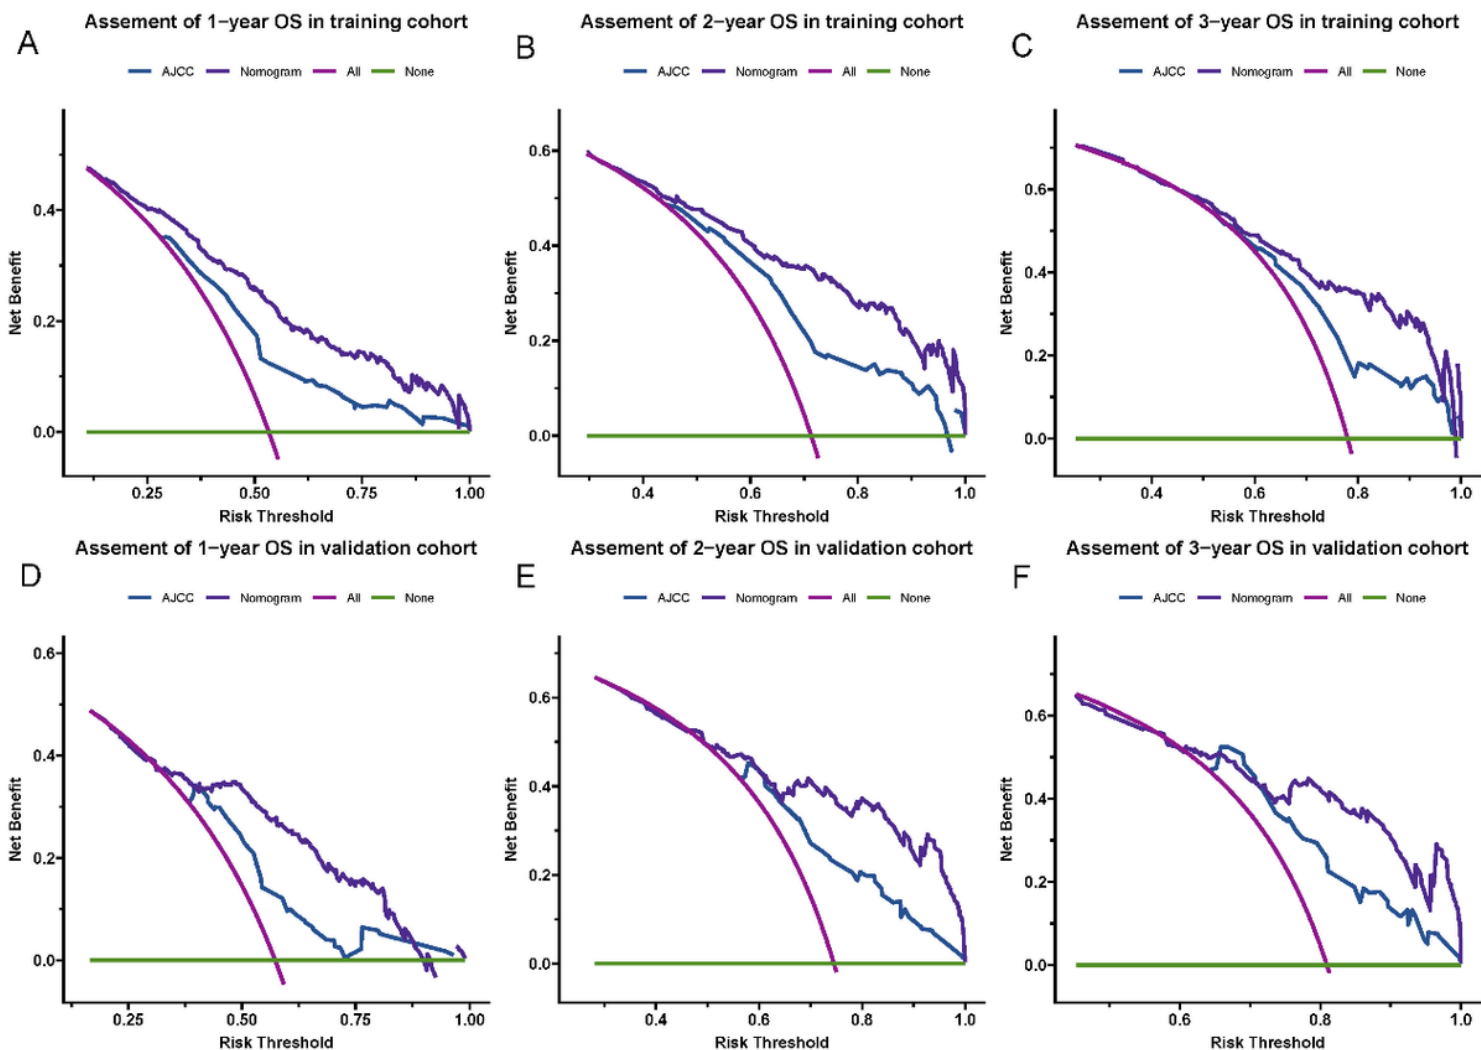 Assement of 1-year OS in training cohort
A
AJCC Nomogram All None
Net Benefit
0.4
0.2
0.0
0.25 0.50 0.75 1.00
Risk Threshold
Assement of 2-year OS in training cohort
B
AJCC Nomogram All None
Net Benefit
0.6
0.4
0.2
0.0
0.4 0.6 0.8 1.0
Risk Threshold
Assement of 3-year OS in training cohort
C
AJCC Nomogram All None
Net Benefit
0.6
0.4
0.2
0.0
0.4 0.6 0.8 1.0
Risk Threshold
Assement of 1-year OS in validation cohort
D
AJCC Nomogram All None
Net Benefit
0.6
0.4
0.2
0.0
0.25 0.50 0.75 1.00
Risk Threshold
Assement of 2-year OS in validation cohort
E
AJCC Nomogram All None
Net Benefit
0.6
0.4
0.2
0.0
0.4 0.6 0.8 1.0
Risk Threshold
Assement of 3-year OS in validation cohort
F
AJCC Nomogram All None
Net Benefit
0.6
0.4
0.2
0.0
0.6 0.8 1.0
Risk Threshold